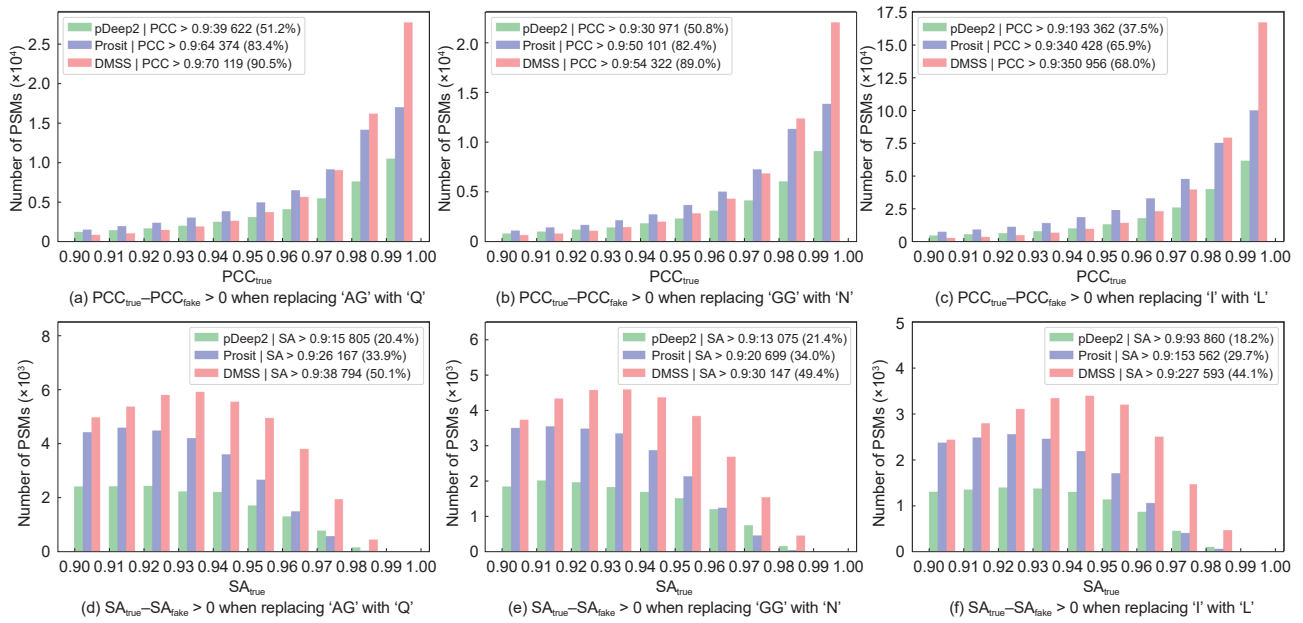 pDeep2 | PCC > 0.9:39 622 (51.2%)
Prosit | PCC > 0.9:64 374 (83.4%)
DMSS | PCC > 0.9:70 119 (90.5%)
Number of PSMs (×10⁴)
2.5
2.0
1.5
1.0
0.5
0
0.90 0.91 0.92 0.93 0.94 0.95 0.96 0.97 0.98 0.99 1.00
PCCtrue
(a) PCCtrue–PCCfake > 0 when replacing ‘AG’ with ‘Q’
pDeep2 | PCC > 0.9:30 971 (50.8%)
Prosit | PCC > 0.9:50 101 (82.4%)
DMSS | PCC > 0.9:54 322 (89.0%)
Number of PSMs (×10⁴)
2.0
1.5
1.0
0.5
0
0.90 0.91 0.92 0.93 0.94 0.95 0.96 0.97 0.98 0.99 1.00
PCCtrue
(b) PCCtrue–PCCfake > 0 when replacing ‘GG’ with ‘N’
pDeep2 | PCC > 0.9:193 362 (37.5%)
Prosit | PCC > 0.9:340 428 (65.9%)
DMSS | PCC > 0.9:350 956 (68.0%)
Number of PSMs (×10⁴)
17.5
15.0
12.5
10.0
7.5
5.0
2.5
0
0.90 0.91 0.92 0.93 0.94 0.95 0.96 0.97 0.98 0.99 1.00
PCCtrue
(c) PCCtrue–PCCfake > 0 when replacing ‘I’ with ‘L’
pDeep2 | SA > 0.9:15 805 (20.4%)
Prosit | SA > 0.9:26 167 (33.9%)
DMSS | SA > 0.9:38 794 (50.1%)
Number of PSMs (×10³)
8
6
4
2
0
0.90 0.91 0.92 0.93 0.94 0.95 0.96 0.97 0.98 0.99 1.00
SAtrue
(d) SAtrue–SAfake > 0 when replacing ‘AG’ with ‘Q’
pDeep2 | SA > 0.9:13 075 (21.4%)
Prosit | SA > 0.9:20 699 (34.0%)
DMSS | SA > 0.9:30 147 (49.4%)
Number of PSMs (×10³)
6
5
4
3
2
1
0
0.90 0.91 0.92 0.93 0.94 0.95 0.96 0.97 0.98 0.99 1.00
SAtrue
(e) SAtrue–SAfake > 0 when replacing ‘GG’ with ‘N’
pDeep2 | SA > 0.9:93 860 (18.2%)
Prosit | SA > 0.9:153 562 (29.7%)
DMSS | SA > 0.9:227 593 (44.1%)
Number of PSMs (×10³)
5
4
3
2
1
0
0.90 0.91 0.92 0.93 0.94 0.95 0.96 0.97 0.98 0.99 1.00
SAtrue
(f) SAtrue–SAfake > 0 when replacing ‘I’ with ‘L’